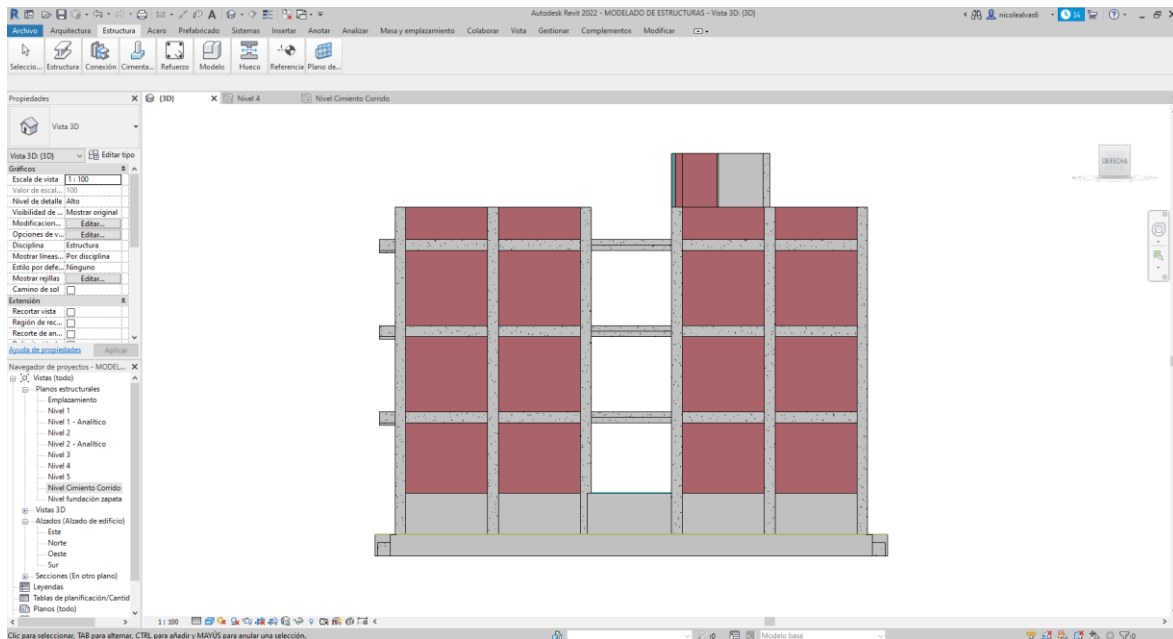 Autodesk Revit 2022 - MODELADO DE ESTRUCTURAS - Vista 3D: {3D}
nicolealvas6
14
Archivo Arquitectura Estructura Acero Prefabricado Sistemas Insertar Anotar Analizar Masa y emplazamiento Colaborar Vista Gestionar Complementos Modificar
Seleccio... Estructura Conexión Cimenta... Refuerzo Modelo Hueco Referencia Plano de...
Propiedades
{3D} Nivel 4 Nivel Cimiento Corrido
Vista 3D
Vista 3D: {3D} Editar tipo
Gráficos
Escala de vista 1 : 100
Valor de escal... 100
Nivel de detalle Alto
Visibilidad de ... Mostrar original
Modificacion... Editar...
Opciones de v... Editar...
Disciplina Estructura
Mostrar líneas... Por disciplina
Estilo por defe... Ninguno
Mostrar rejillas Editar...
Camino de sol
Extensión
Recortar vista
Región de rec...
Recorte de an...
Ayuda de propiedades Aplicar
Navegador de proyectos - MODEL...
Vistas (todo)
Planos estructurales
Emplazamiento
Nivel 1
Nivel 1 - Analítico
Nivel 2
Nivel 2 - Analítico
Nivel 3
Nivel 4
Nivel 5
Nivel Cimiento Corrido
Nivel fundación zapata
Vistas 3D
Alzados (Alzado de edificio)
Este
Norte
Oeste
Sur
Secciones (En otro plano)
Leyendas
Tablas de planificación/Cantid
Planos (todo)
DERECHA
1 : 100
Clic para seleccionar, TAB para alternar, CTRL para añadir y MAYÚS para anular una selección.
:0
Modelo base
:0